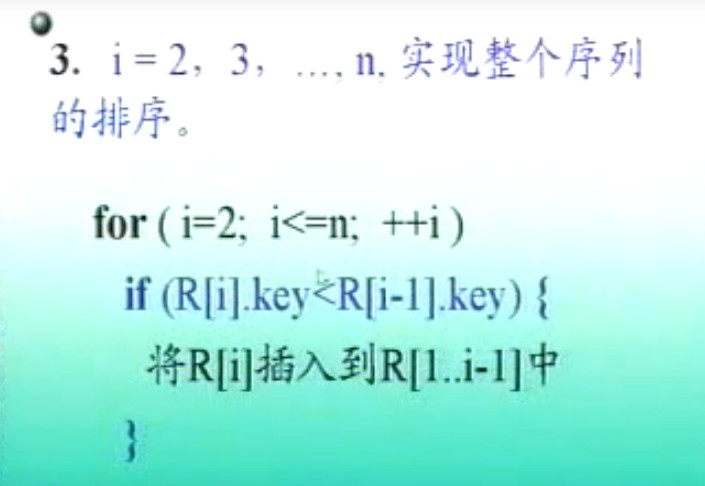 3. i = 2，3，…, n, 实现整个序列
的排序。
for ( i=2; i<=n; ++i )
if (R[i].key<R[i-1].key) {
将R[i]插入到R[1..i-1]中
}